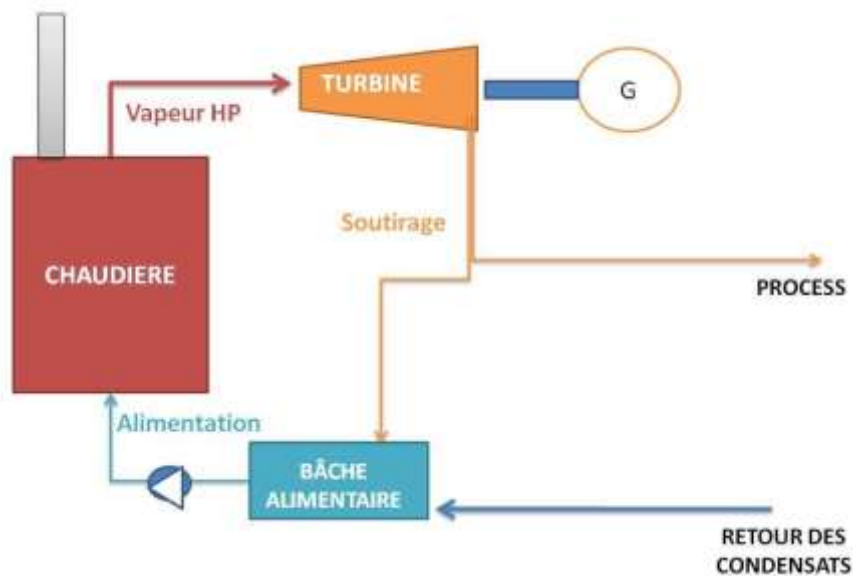 TURBINE
G
Vapeur HP
Soutirage
CHAUDIERE
PROCESS
Alimentation
BÂCHE
ALIMENTAIRE
RETOUR DES
CONDENSATS